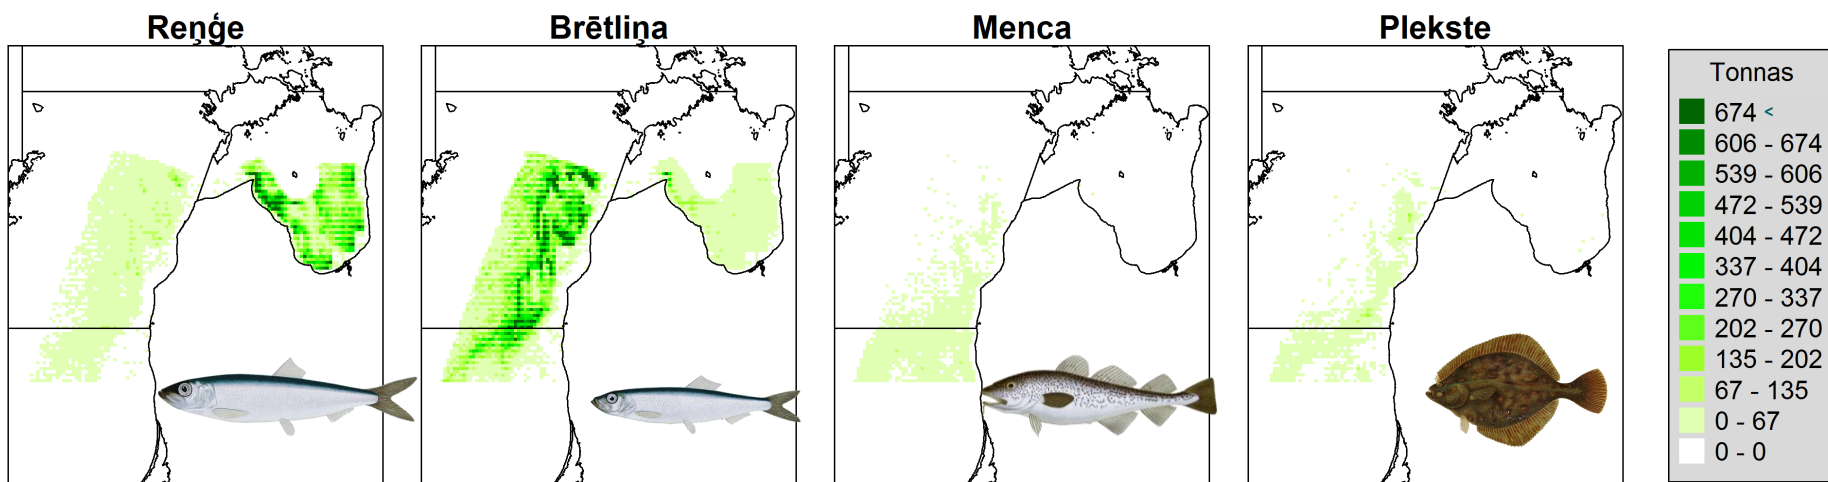 Reņģe
Brētliņa
Menca
Plekste
Tonnas
674 <
606 - 674
539 - 606
472 - 539
404 - 472
337 - 404
270 - 337
202 - 270
135 - 202
67 - 135
0 - 67
0 - 0